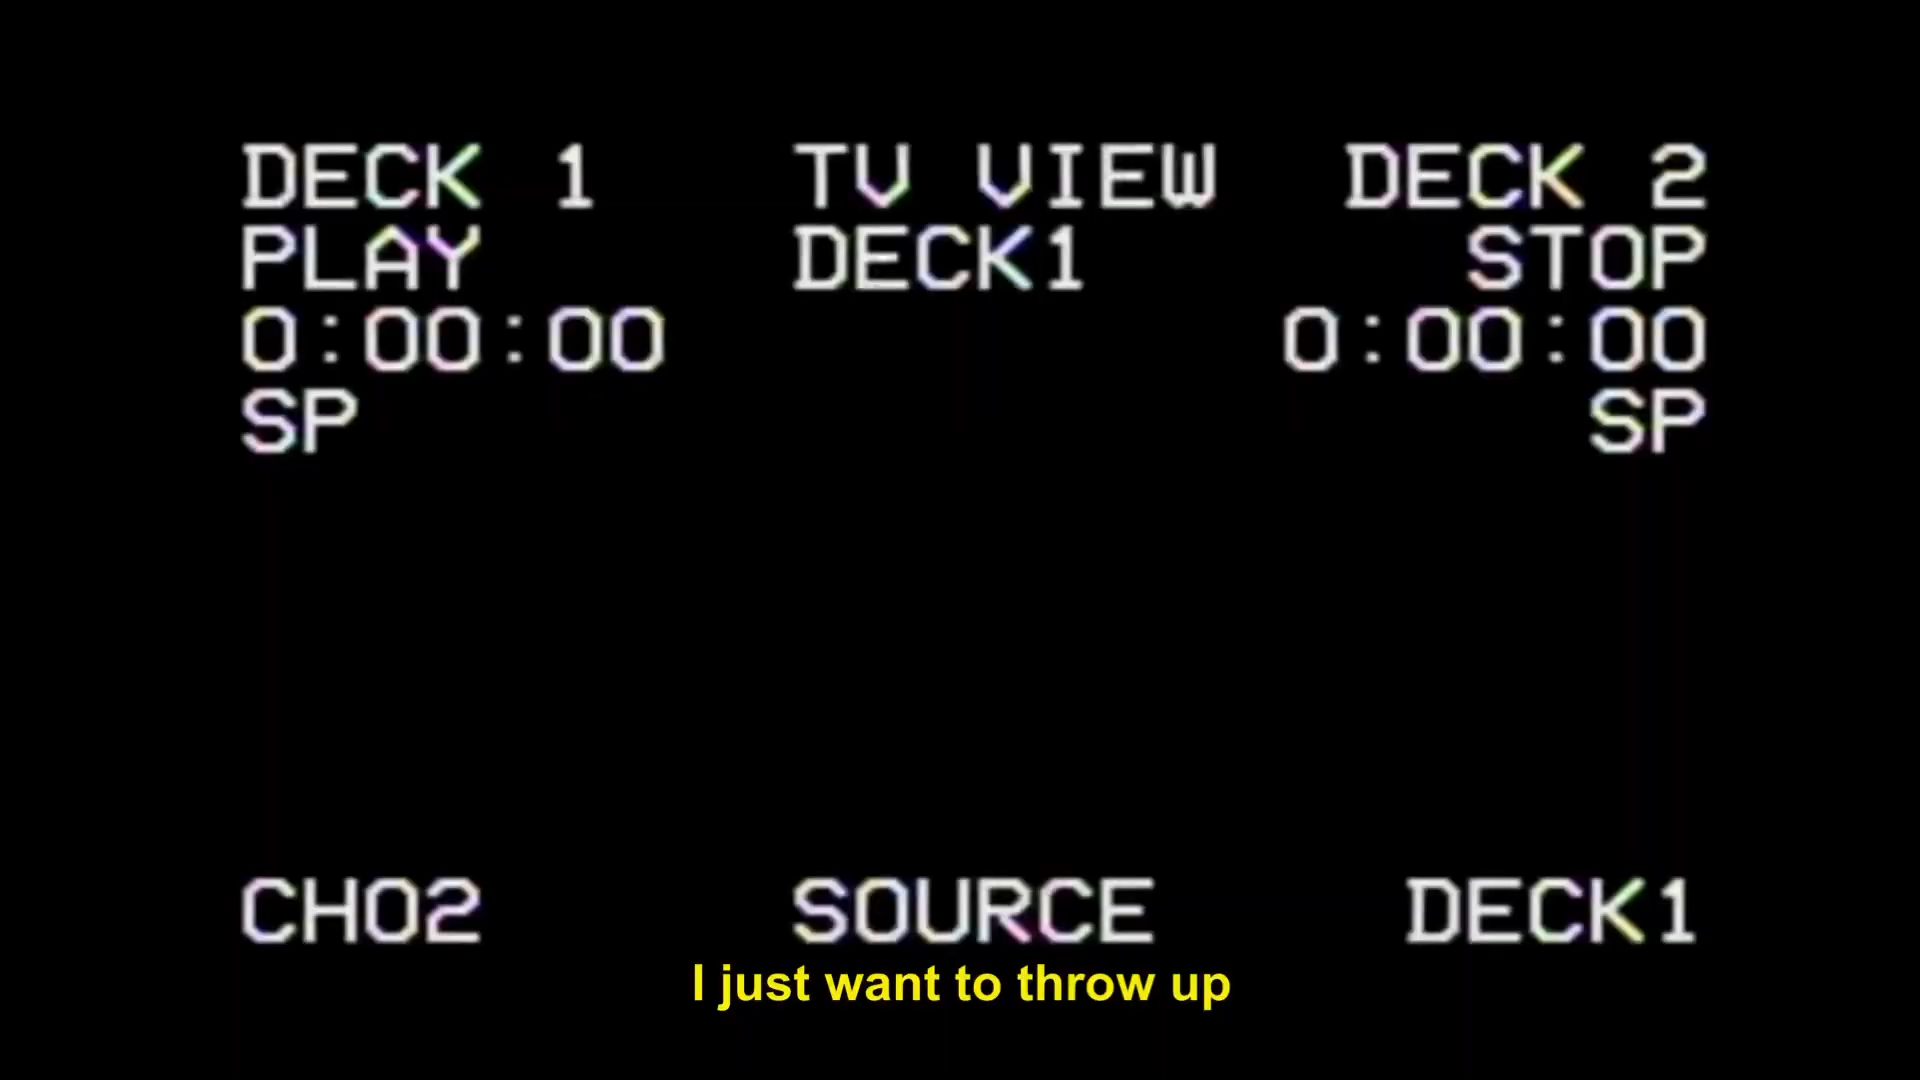 DECK 1 TV VIEW DECK 2
PLAY DECK1 STOP
0:00:00 0:00:00
SP SP
CH02 SOURCE DECK1
I just want to throw up